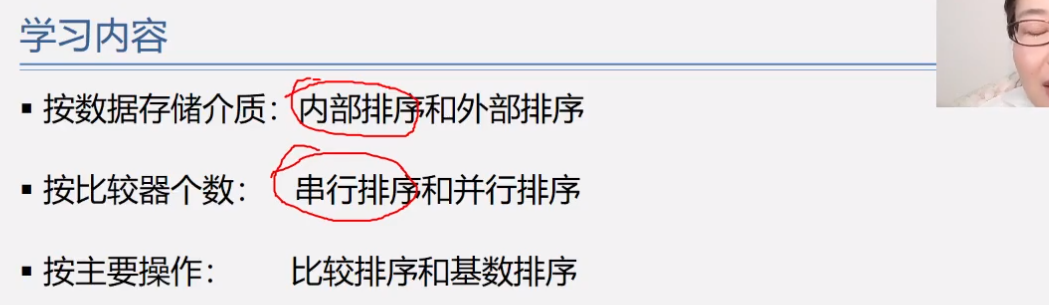 学习内容
▪ 按数据存储介质：内部排序和外部排序
▪ 按比较器个数： 串行排序和并行排序
▪ 按主要操作： 比较排序和基数排序